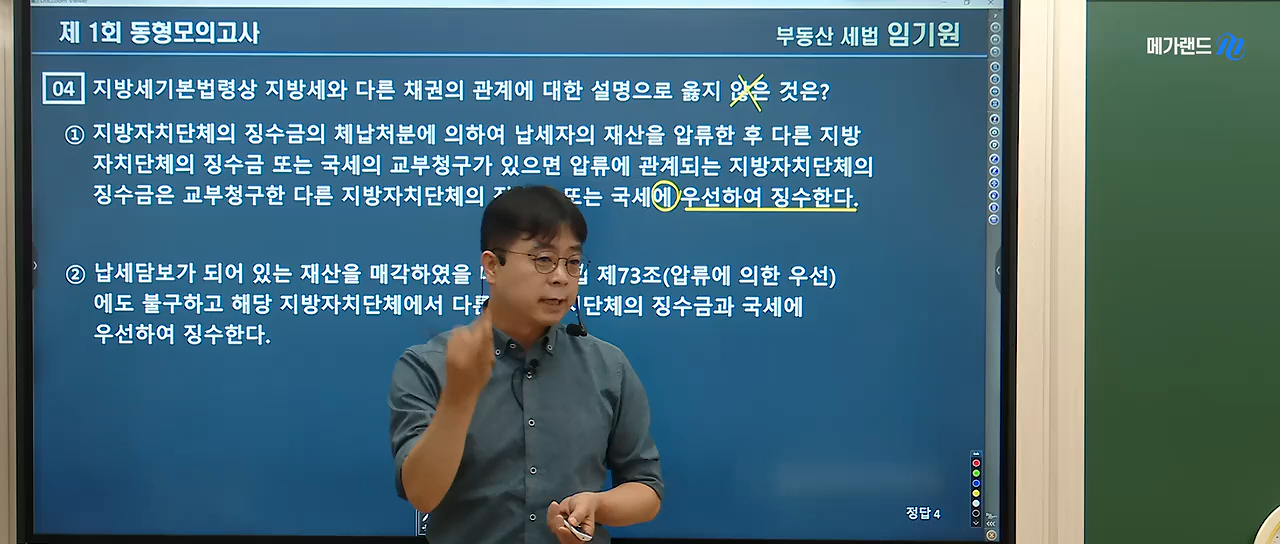 제 1회 동형모의고사
부동산 세법 임기원
메가랜드
04 지방세기본법령상 지방세와 다른 채권의 관계에 대한 설명으로 옳지 않은 것은?
① 지방자치단체의 징수금의 체납처분에 의하여 납세자의 재산을 압류한 후 다른 지방
자치단체의 징수금 또는 국세의 교부청구가 있으면 압류에 관계되는 지방자치단체의
징수금은 교부청구한 다른 지방자치단체의 또는 국세에 우선하여 징수한다.
② 납세담보가 되어 있는 재산을 매각하였을 제73조(압류에 의한 우선)
에도 불구하고 해당 지방자치단체에서 단체의 징수금과 국세에
우선하여 징수한다.
정답 4